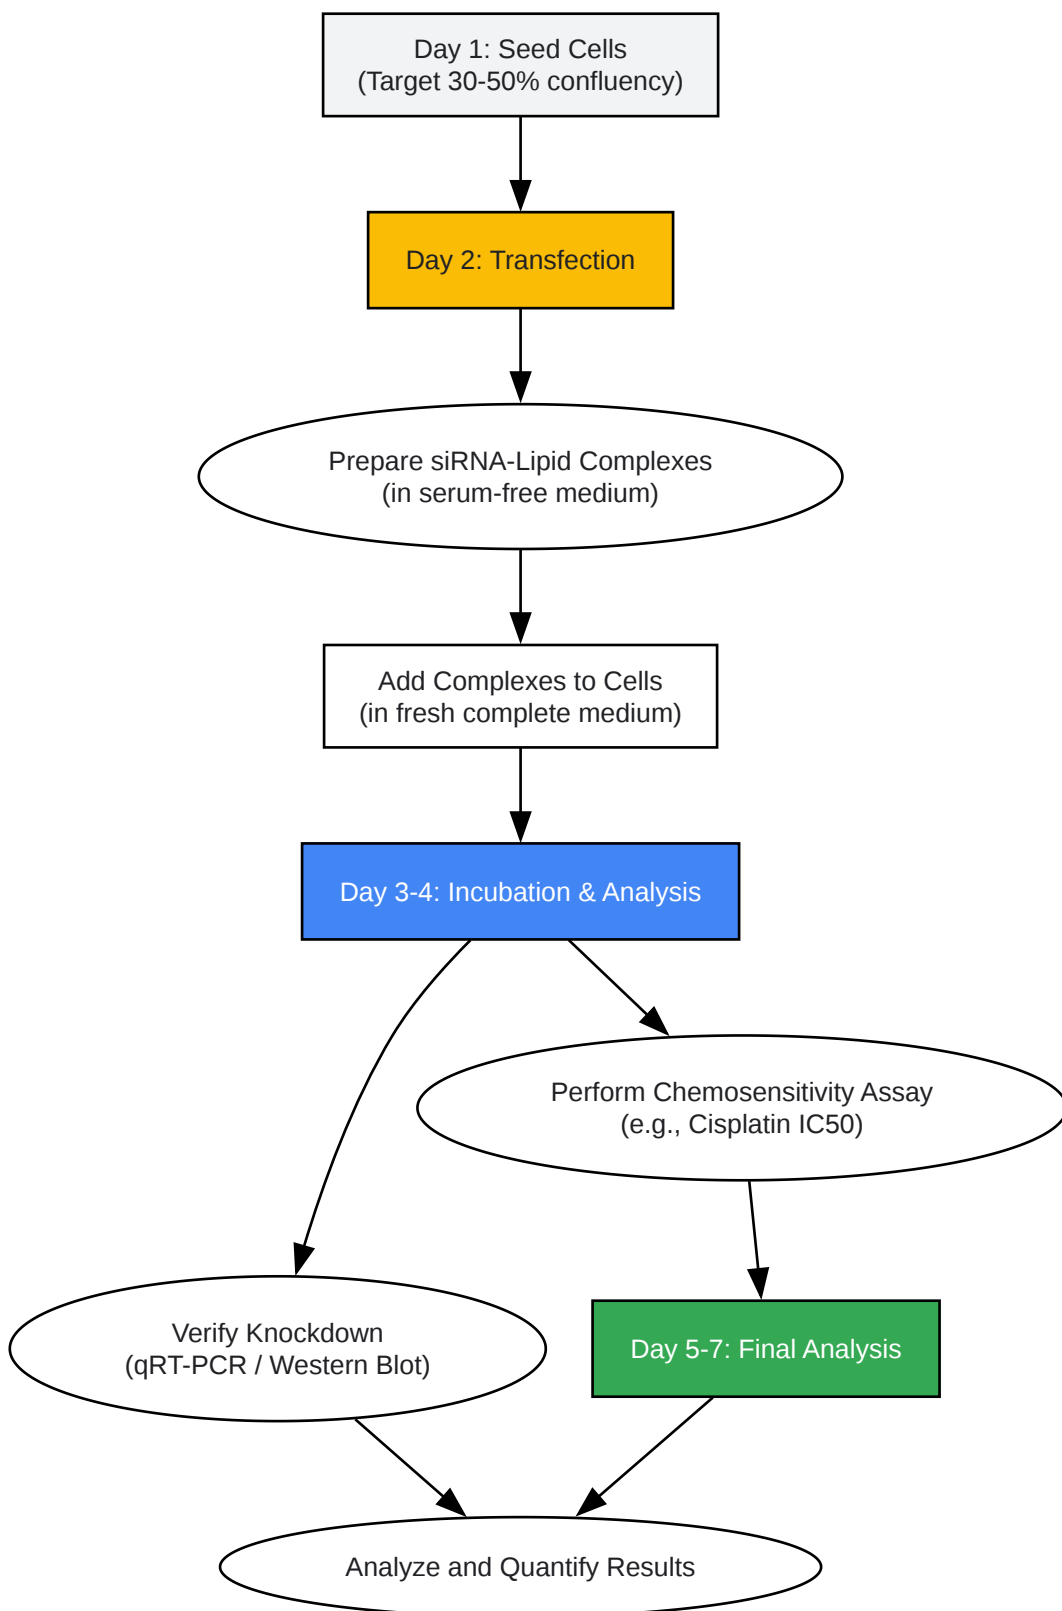 Day 1: Seed Cells
(Target 30-50% confluency)
Day 2: Transfection
Prepare siRNA-Lipid Complexes
(in serum-free medium)
Add Complexes to Cells
(in fresh complete medium)
Day 3-4: Incubation & Analysis
Perform Chemosensitivity Assay
(e.g., Cisplatin IC50)
Verify Knockdown
(qRT-PCR / Western Blot)
Day 5-7: Final Analysis
Analyze and Quantify Results